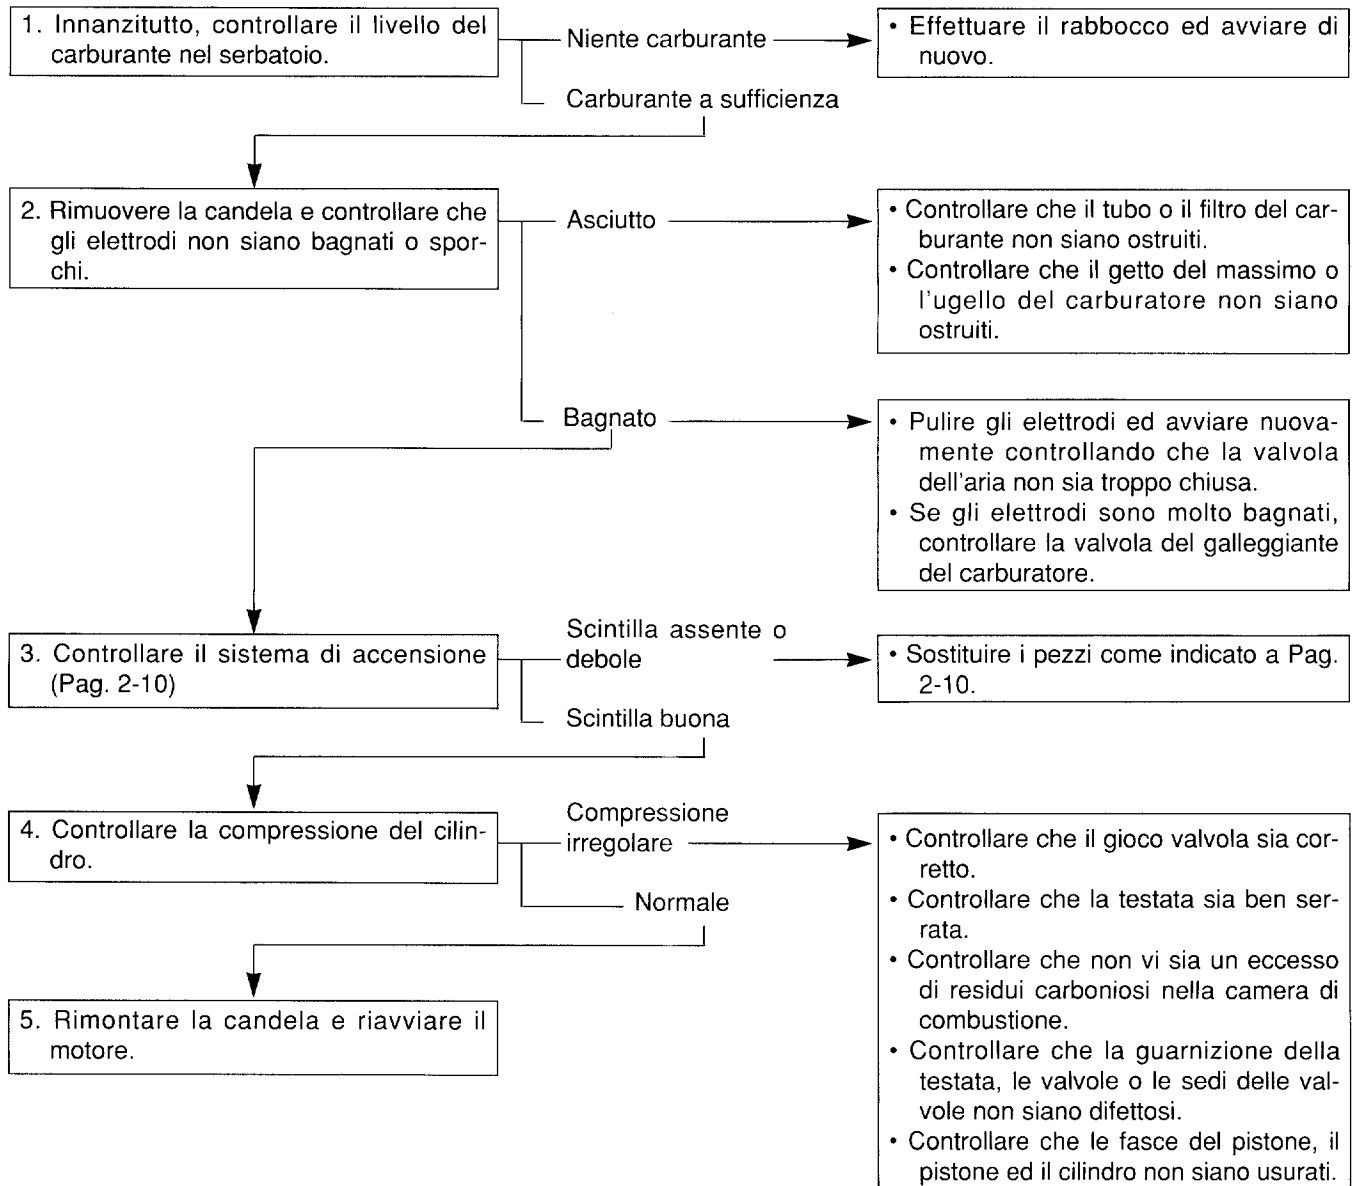 1. Innanzitutto, controllare il livello del
carburante nel serbatoio.
Niente carburante
• Effettuare il rabbocco ed avviare di
nuovo.
Carburante a sufficienza
2. Rimuovere la candela e controllare che
gli elettrodi non siano bagnati o spor-
chi.
Asciutto
• Controllare che il tubo o il filtro del car-
burante non siano ostruiti.
• Controllare che il getto del massimo o
l'ugello del carburatore non siano
ostruiti.
Bagnato
• Pulire gli elettrodi ed avviare nuova-
mente controllando che la valvola
dell'aria non sia troppo chiusa.
• Se gli elettrodi sono molto bagnati,
controllare la valvola del galleggiante
del carburatore.
3. Controllare il sistema di accensione
(Pag. 2-10)
Scintilla assente o
debole
• Sostituire i pezzi come indicato a Pag.
2-10.
Scintilla buona
4. Controllare la compressione del cilin-
dro.
Compressione
irregolare
• Controllare che il gioco valvola sia cor-
retto.
• Controllare che la testata sia ben ser-
rata.
• Controllare che non vi sia un eccesso
di residui carboniosi nella camera di
combustione.
• Controllare che la guarnizione della
testata, le valvole o le sedi delle val-
vole non siano difettosi.
• Controllare che le fasce del pistone, il
pistone ed il cilindro non siano usurati.
Normale
5. Rimontare la candela e riavviare il
motore.